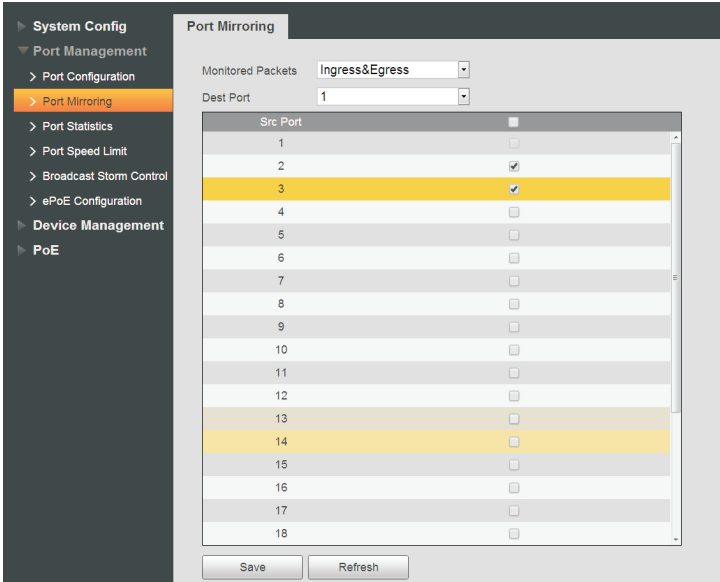 System Config
Port Management
Port Configuration
Port Mirroring
Port Statistics
Port Speed Limit
Broadcast Storm Control
ePoE Configuration
Device Management
PoE
Port Mirroring
Monitored Packets Ingress&Egress
Dest Port 1
Src Port
1
2
3
4
5
6
7
8
9
10
11
12
13
14
15
16
17
18
Save Refresh